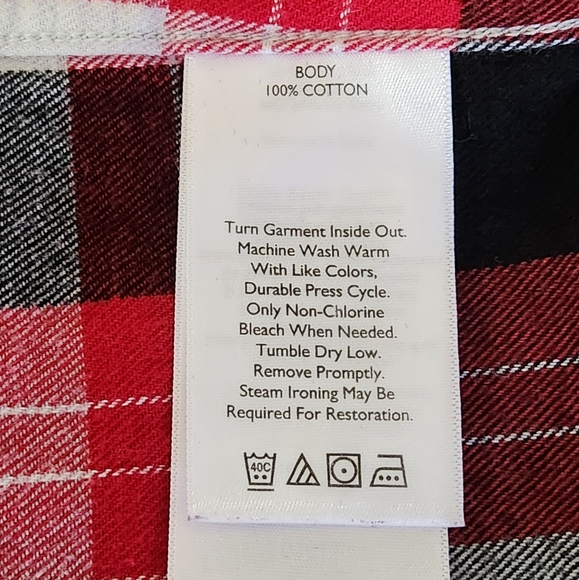 BODY
100% COTTON
Turn Garment Inside Out.
Machine Wash Warm
With Like Colors,
Durable Press Cycle.
Only Non-Chlorine
Bleach When Needed.
Tumble Dry Low.
Remove Promptly.
Steam Ironing May Be
Required For Restoration.
40C